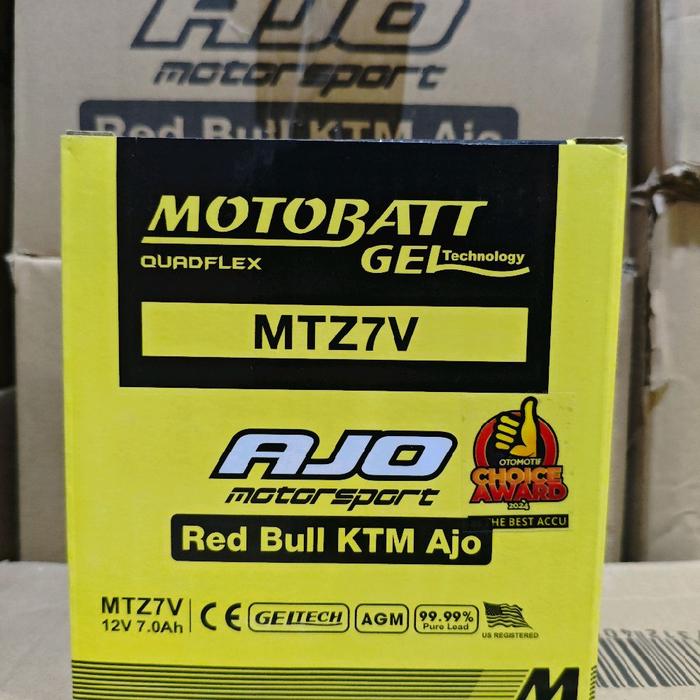 AJO
motorsport
Red Bull KTM Ajo
MOTOBATT
QUADFLEX
GEL Technology
MTZ7V
AJO
motorsport
Red Bull KTM Ajo
OTOMOTIF
CHOICE
AWARD
2024
THE BEST ACCU
MTZ7V
12V 7.0Ah
CE
GELTECH
AGM
99.99%
Pure Lead
US REGISTERED
M